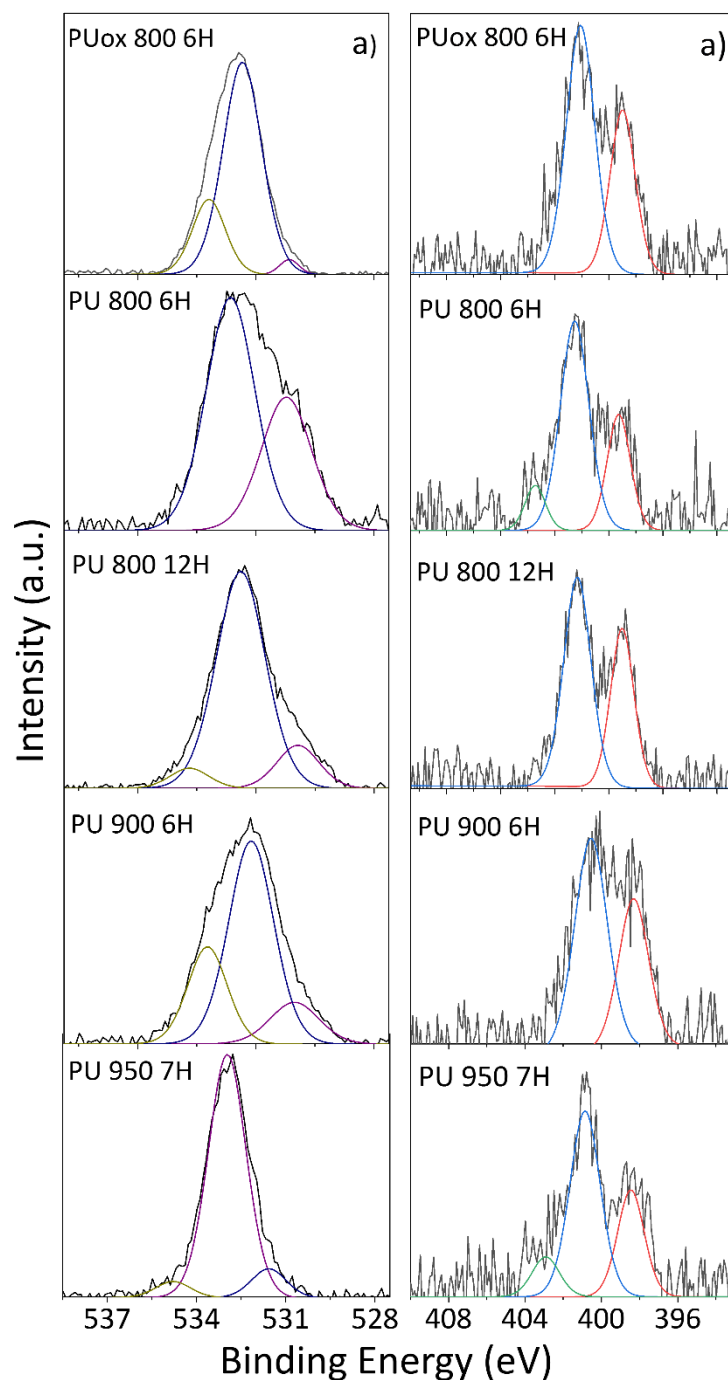 PUox 800 6H
a)
PUox 800 6H
a)
PU 800 6H
PU 800 6H
PU 800 12H
PU 800 12H
PU 900 6H
PU 900 6H
PU 950 7H
PU 950 7H
Intensity (a.u.)
537 534 531 528
408 404 400 396
Binding Energy (eV)